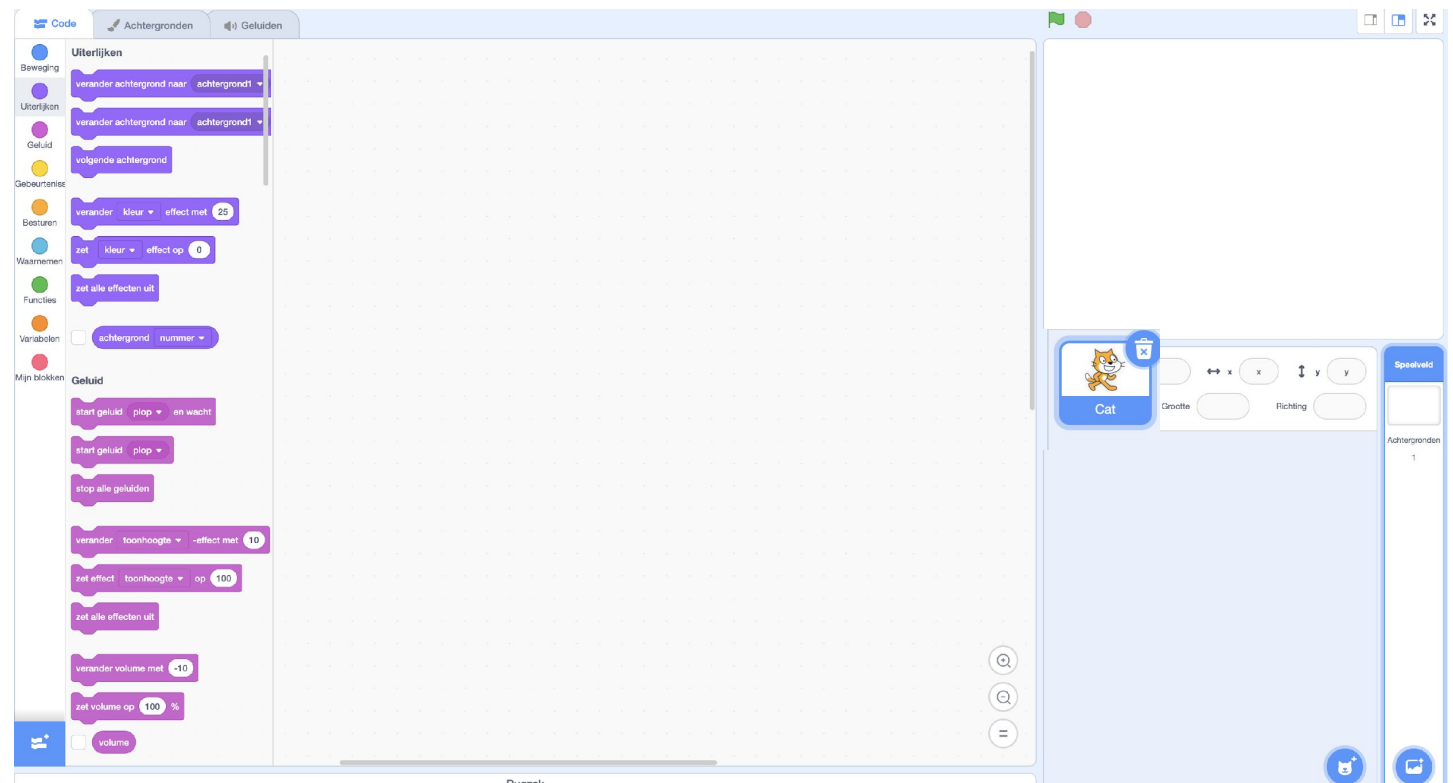 Code
Achtergronden
Geluiden
Beweging
Uiterlijken
Geluid
Gebeurteniss
Besturen
Waarnemen
Functies
Variabelen
Mijn blokken
Uiterlijken
verander achtergrond naar achtergrond1
verander achtergrond naar achtergrond1
volgende achtergrond
verander kleur effect met 25
zet kleur effect op 0
zet alle effecten uit
achtergrond nummer
Geluid
start geluid plop en wacht
start geluid plop
stop alle geluiden
verander toonhoogte -effect met 10
zet effect toonhoogte op 100
zet alle effecten uit
verander volume met -10
zet volume op 100 %
volume
Cat
x x y y
Grootte Richting
Speelveld
Achtergronden
1